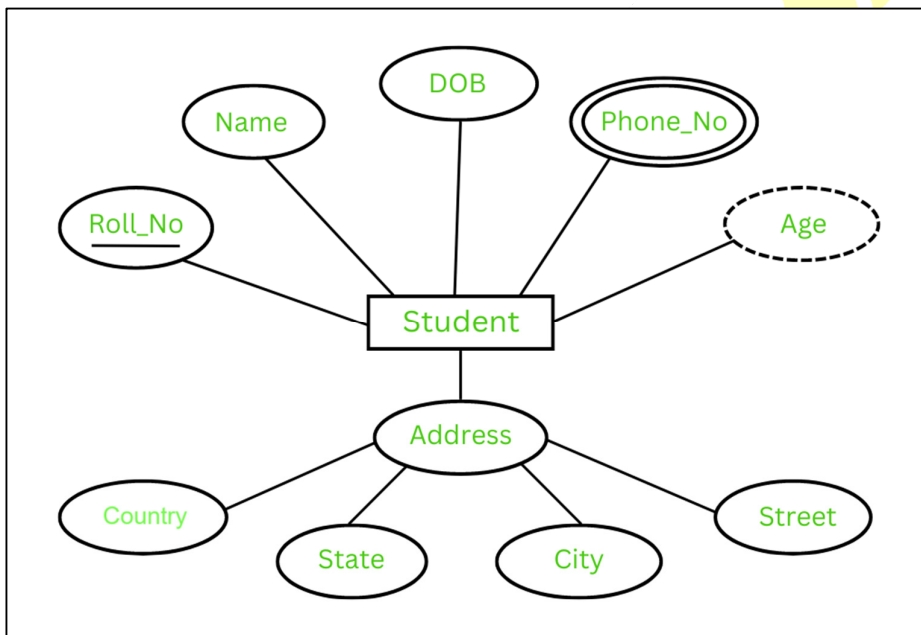 DOB
Name
Phone_No
Roll_No
Age
Student
Address
Country
Street
State
City